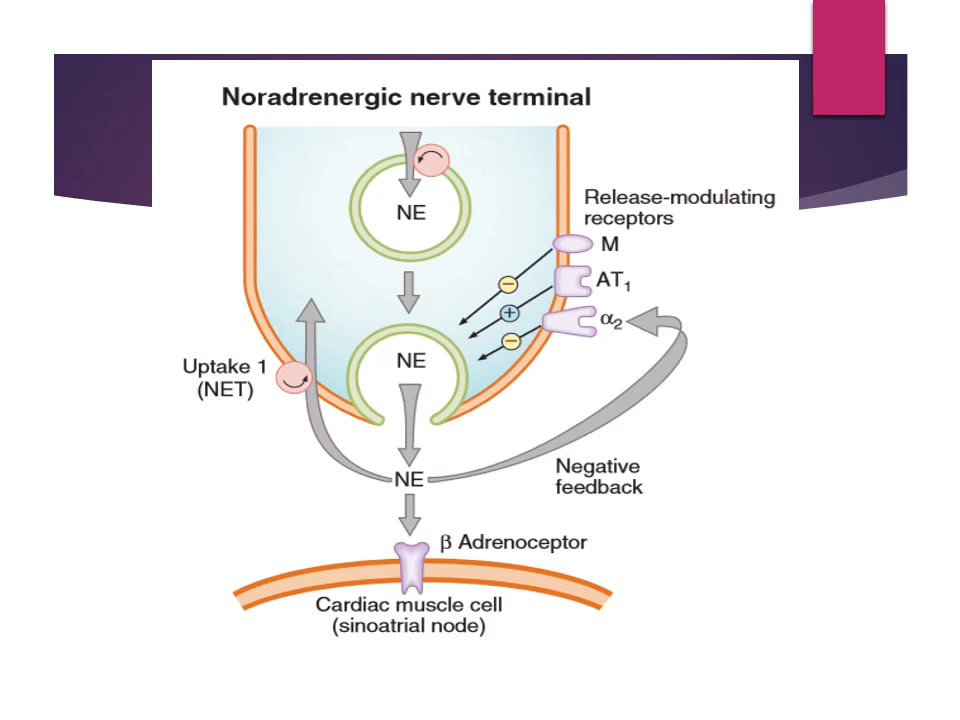 Noradrenergic nerve terminal
NE
Release-modulating
receptors
M
AT₁
α₂
−
+
−
NE
Uptake 1
(NET)
NE
Negative
feedback
β Adrenoceptor
Cardiac muscle cell
(sinoatrial node)